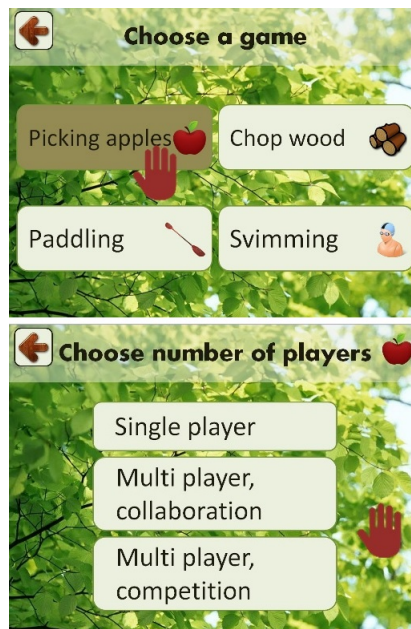 Choose a game
Picking apples
Chop wood
Paddling
Svimming
Choose number of players
Single player
Multi player,
collaboration
Multi player,
competition